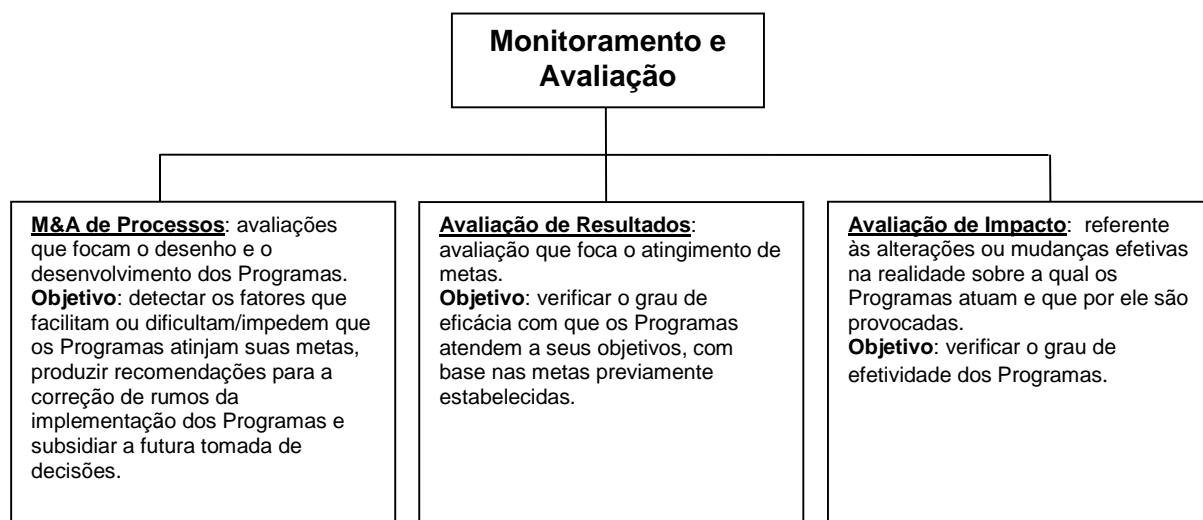 Monitoramento e
Avaliação
M&A de Processos: avaliações
que focam o desenho e o
desenvolvimento dos Programas.
Objetivo: detectar os fatores que
facilitam ou dificultam/impedem que
os Programas atinjam suas metas,
produzir recomendações para a
correção de rumos da
implementação dos Programas e
subsidiar a futura tomada de
decisões.
Avaliação de Resultados:
avaliação que foca o atingimento de
metas.
Objetivo: verificar o grau de
eficácia com que os Programas
atendem a seus objetivos, com
base nas metas previamente
estabelecidas.
Avaliação de Impacto: referente
às alterações ou mudanças efetivas
na realidade sobre a qual os
Programas atuam e que por ele são
provocadas.
Objetivo: verificar o grau de
efetividade dos Programas.